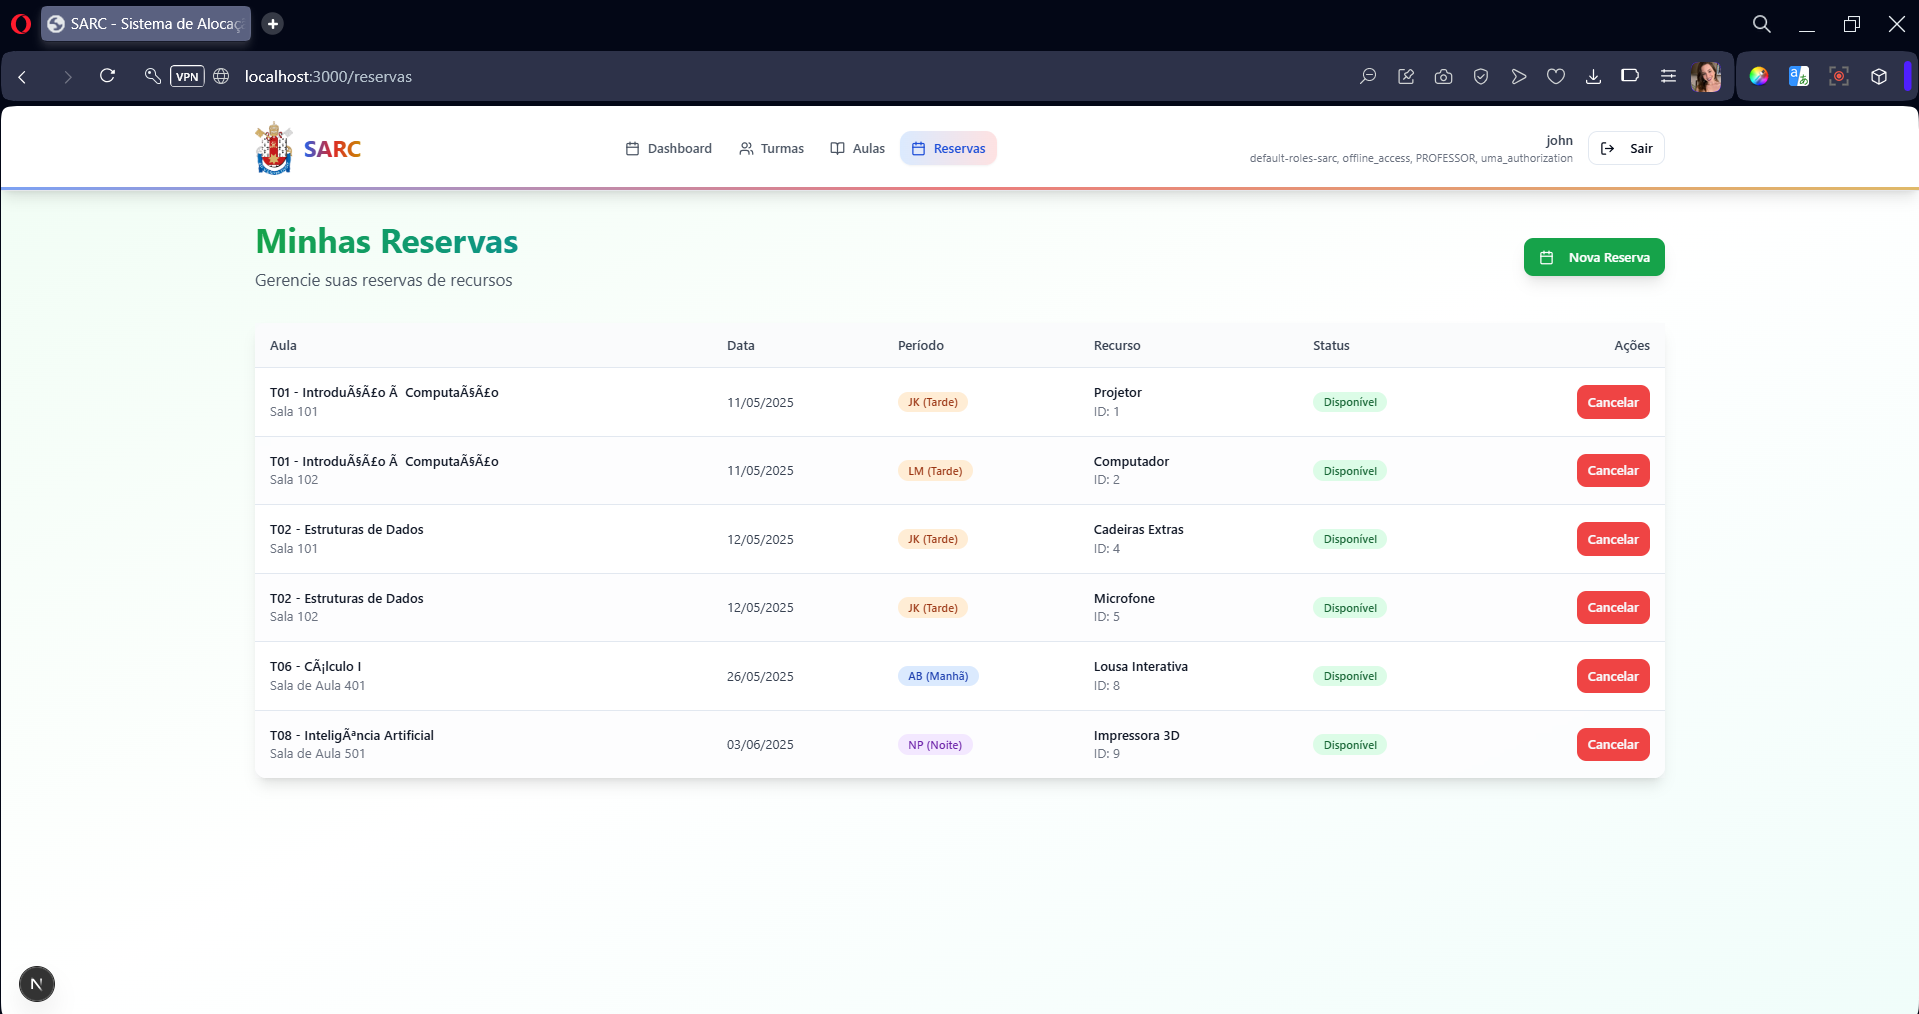 SARC - Sistema de Alocaç
VPN
localhost:3000/reservas
SARC
Dashboard
Turmas
Aulas
Reservas
john
default-roles-sarc, offline_access, PROFESSOR, uma_authorization
Sair
Minhas Reservas
Gerencie suas reservas de recursos
Nova Reserva
Aula Data Período Recurso Status Ações
T01 - IntroduÃ§Ã£o Ã  ComputaÃ§Ã£o
Sala 101
11/05/2025
JK (Tarde)
Projetor
ID: 1
Disponível
Cancelar
T01 - IntroduÃ§Ã£o Ã  ComputaÃ§Ã£o
Sala 102
11/05/2025
LM (Tarde)
Computador
ID: 2
Disponível
Cancelar
T02 - Estruturas de Dados
Sala 101
12/05/2025
JK (Tarde)
Cadeiras Extras
ID: 4
Disponível
Cancelar
T02 - Estruturas de Dados
Sala 102
12/05/2025
JK (Tarde)
Microfone
ID: 5
Disponível
Cancelar
T06 - CÃ¡lculo I
Sala de Aula 401
26/05/2025
AB (Manhã)
Lousa Interativa
ID: 8
Disponível
Cancelar
T08 - InteligÃªncia Artificial
Sala de Aula 501
03/06/2025
NP (Noite)
Impressora 3D
ID: 9
Disponível
Cancelar
N